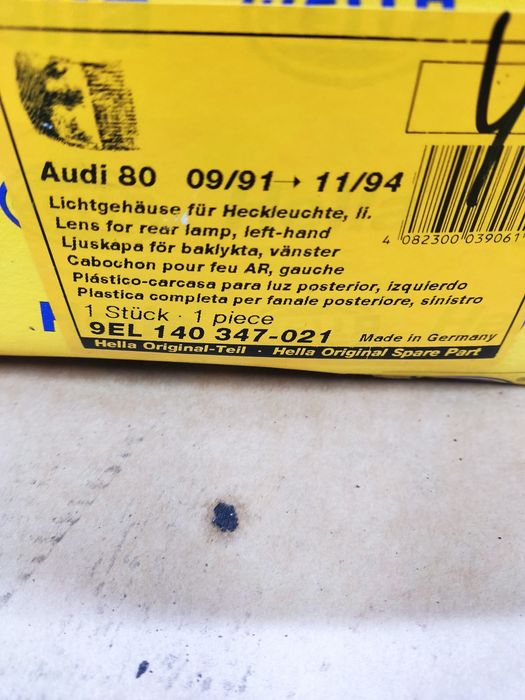 Audi 80 09/91 → 11/94
Lichtgehäuse für Heckleuchte, li.
Lens for rear lamp, left-hand
Ljuskåpa för baklykta, vänster
Cabochon pour feu AR, gauche
Plástico-carcasa para luz posterior, izquierdo
Plastica completa per fanale posteriore, sinistro
1 Stück · 1 piece
9EL 140 347-021 Made in Germany
Hella Original-Teil · Hella Original Spare Part
4 082300 039061